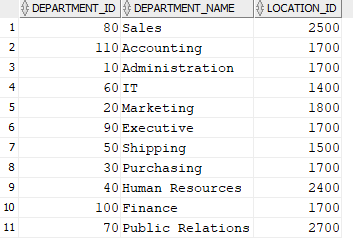 DEPARTMENT_ID DEPARTMENT_NAME LOCATION_ID
1 80 Sales 2500
2 110 Accounting 1700
3 10 Administration 1700
4 60 IT 1400
5 20 Marketing 1800
6 90 Executive 1700
7 50 Shipping 1500
8 30 Purchasing 1700
9 40 Human Resources 2400
10 100 Finance 1700
11 70 Public Relations 2700